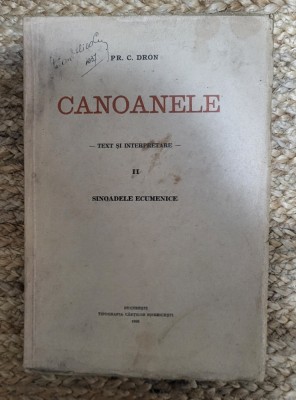 PR. C. DRON
CANOANELE
— TEXT ȘI INTERPRETARE —
II
SINOADELE ECUMENICE
BUCUREȘTI
TIPOGRAFIA CĂRȚILOR BISERICEȘTI